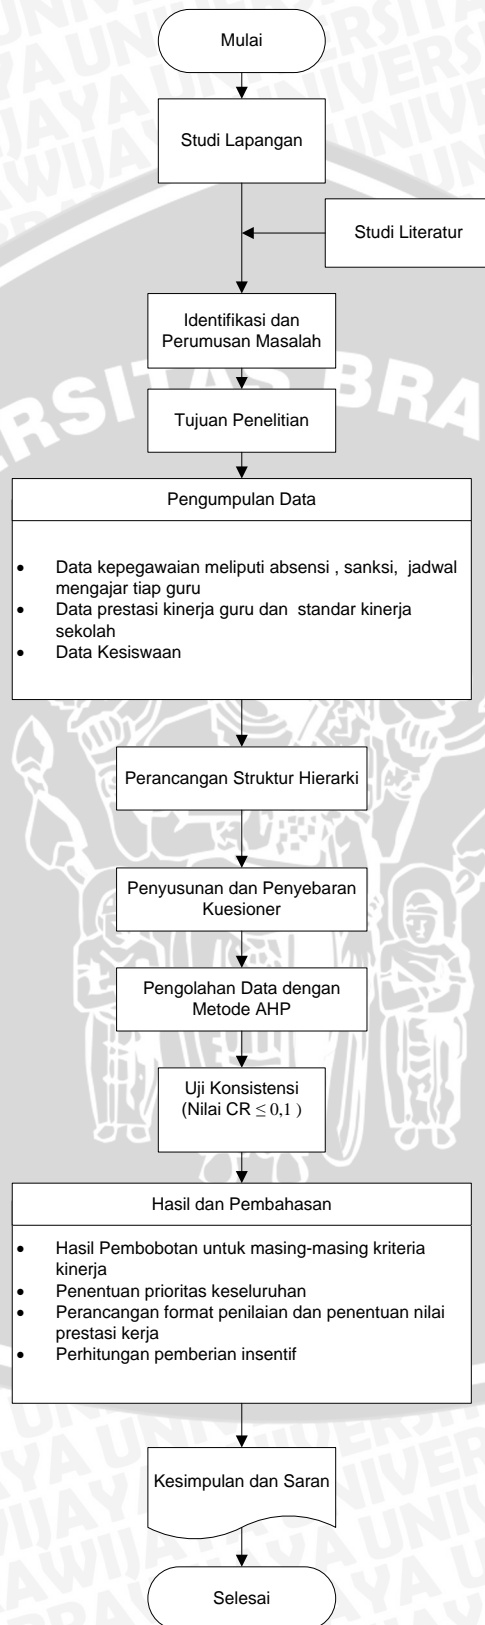 Mulai
Studi Lapangan
Studi Literatur
Identifikasi dan
Perumusan Masalah
Tujuan Penelitian
Pengumpulan Data
• Data kepegawaian meliputi absensi , sanksi, jadwal
mengajar tiap guru
• Data prestasi kinerja guru dan standar kinerja
sekolah
• Data Kesiswaan
Perancangan Struktur Hierarki
Penyusunan dan Penyebaran
Kuesioner
Pengolahan Data dengan
Metode AHP
Uji Konsistensi
(Nilai CR ≤ 0,1 )
Hasil dan Pembahasan
• Hasil Pembobotan untuk masing-masing kriteria
kinerja
• Penentuan prioritas keseluruhan
• Perancangan format penilaian dan penentuan nilai
prestasi kerja
• Perhitungan pemberian insentif
Kesimpulan dan Saran
Selesai